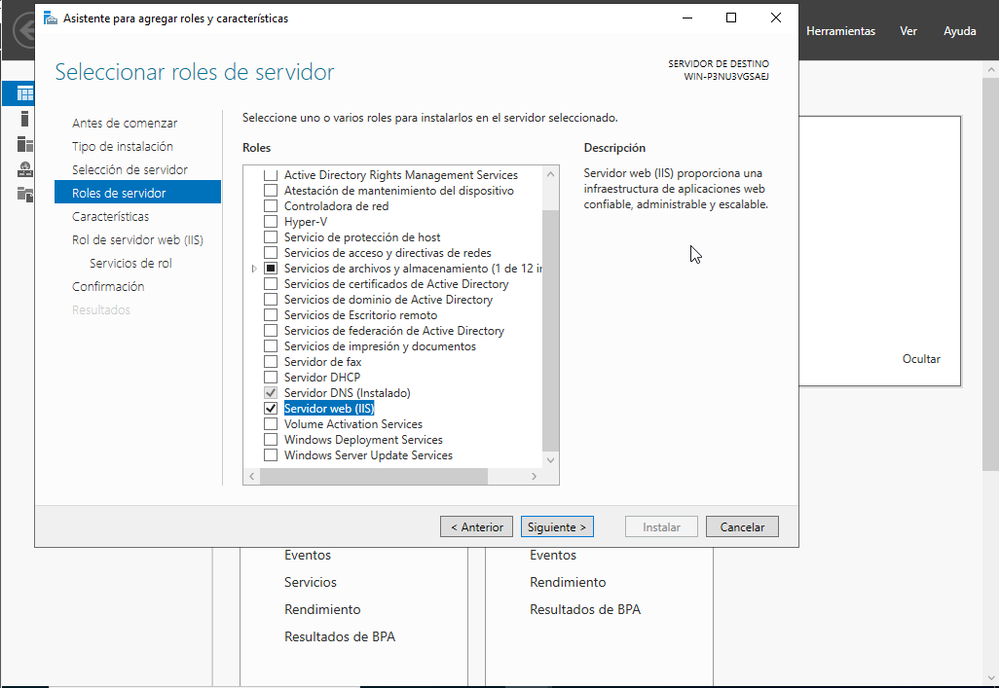 Asistente para agregar roles y características
Herramientas
Ver
Ayuda
Seleccionar roles de servidor
SERVIDOR DE DESTINO
WIN-P3NU3VGSAEJ
Antes de comenzar
Tipo de instalación
Selección de servidor
Roles de servidor
Características
Rol de servidor web (IIS)
Servicios de rol
Confirmación
Resultados
Seleccione uno o varios roles para instalarlos en el servidor seleccionado.
Roles
Active Directory Rights Management Services
Atestación de mantenimiento del dispositivo
Controladora de red
Hyper-V
Servicio de protección de host
Servicios de acceso y directivas de redes
Servicios de archivos y almacenamiento (1 de 12 in
Servicios de certificados de Active Directory
Servicios de dominio de Active Directory
Servicios de Escritorio remoto
Servicios de federación de Active Directory
Servicios de impresión y documentos
Servidor de fax
Servidor DHCP
Servidor DNS (Instalado)
Servidor web (IIS)
Volume Activation Services
Windows Deployment Services
Windows Server Update Services
Descripción
Servidor web (IIS) proporciona una
infraestructura de aplicaciones web
confiable, administrable y escalable.
Ocultar
< Anterior
Siguiente >
Instalar
Cancelar
Eventos
Servicios
Rendimiento
Resultados de BPA
Eventos
Rendimiento
Resultados de BPA